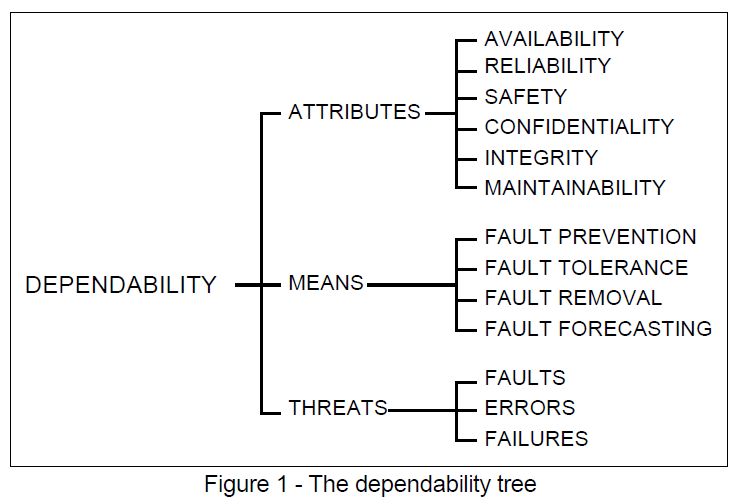 DEPENDABILITY
ATTRIBUTES
AVAILABILITY
RELIABILITY
SAFETY
CONFIDENTIALITY
INTEGRITY
MAINTAINABILITY
MEANS
FAULT PREVENTION
FAULT TOLERANCE
FAULT REMOVAL
FAULT FORECASTING
THREATS
FAULTS
ERRORS
FAILURES
Figure 1 - The dependability tree